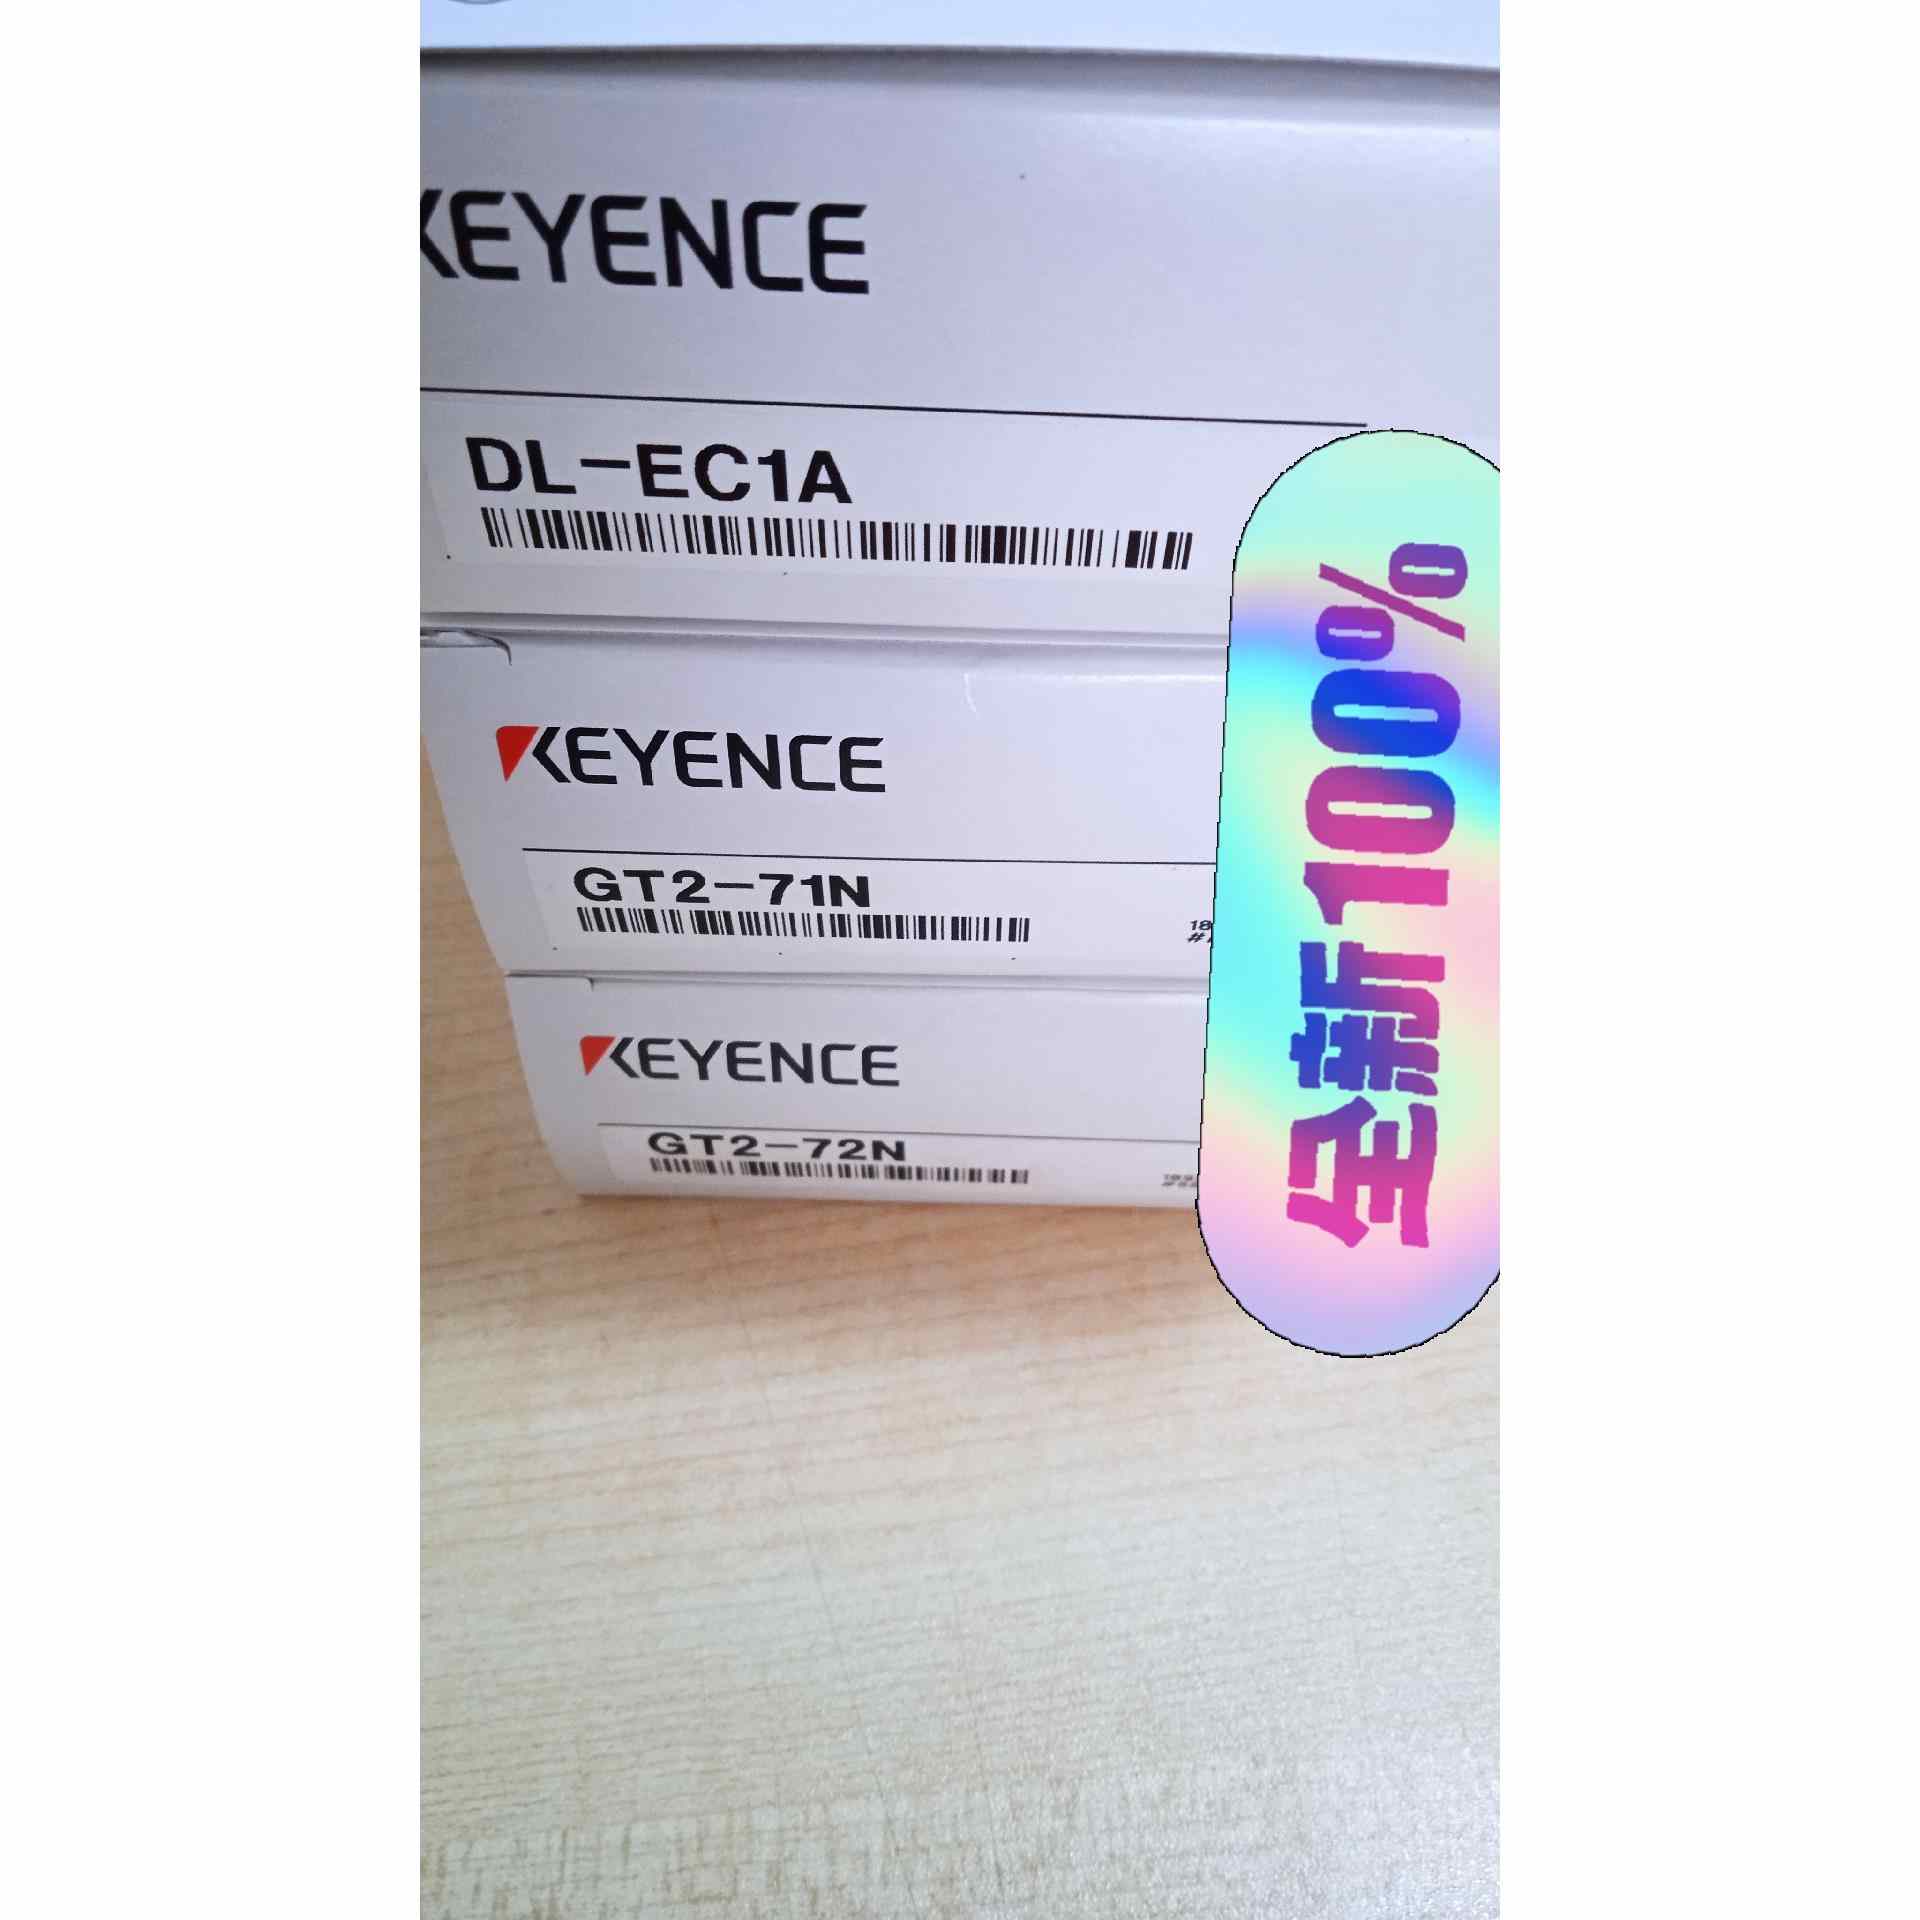 KEYENCE
DL-EC1A
KEYENCE
GT2-71N
KEYENCE
GT2-72N
全新100%